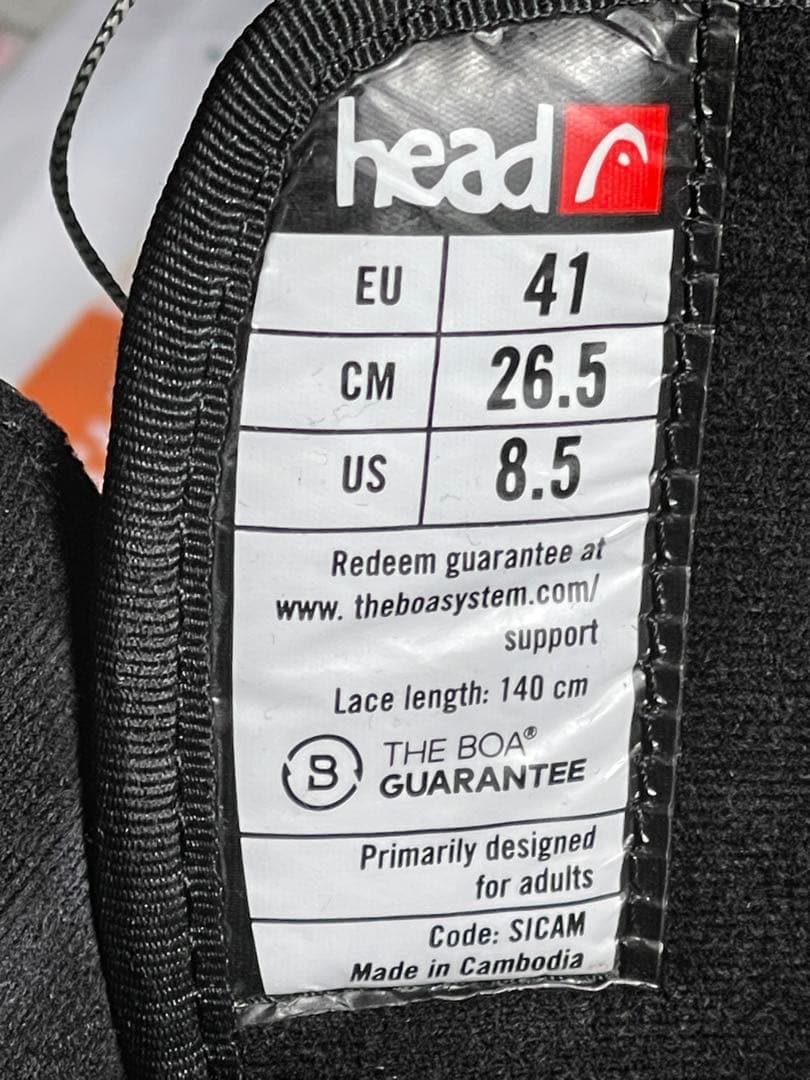 head
EU 41
CM 26.5
US 8.5
Redeem guarantee at
www. theboasystem.com/
support
Lace length: 140 cm
B THE BOA®
GUARANTEE
Primarily designed
for adults
Code: SICAM
Made in Cambodia